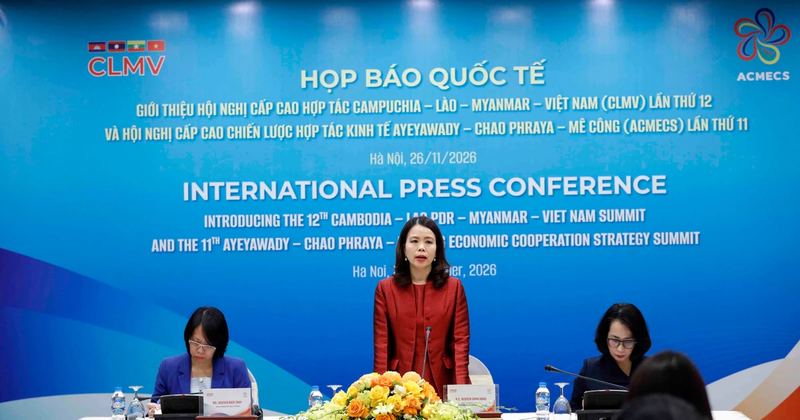 CLMV
ACMECS
HỌP BÁO QUỐC TẾ
GIỚI THIỆU HỘI NGHỊ CẤP CAO HỢP TÁC CAMPUCHIA – LÀO – MYANMAR – VIỆT NAM (CLMV) LẦN THỨ 12
VÀ HỘI NGHỊ CẤP CAO CHIẾN LƯỢC HỢP TÁC KINH TẾ AYEYAWADY – CHAO PHRAYA – MÊ CÔNG (ACMECS) LẦN THỨ 11
Hà Nội, 26/11/2026
INTERNATIONAL PRESS CONFERENCE
INTRODUCING THE 12TH CAMBODIA – LAO PDR – MYANMAR – VIET NAM SUMMIT
AND THE 11TH AYEYAWADY – CHAO PHRAYA – ECONOMIC COOPERATION STRATEGY SUMMIT
Ha Noi, 2026